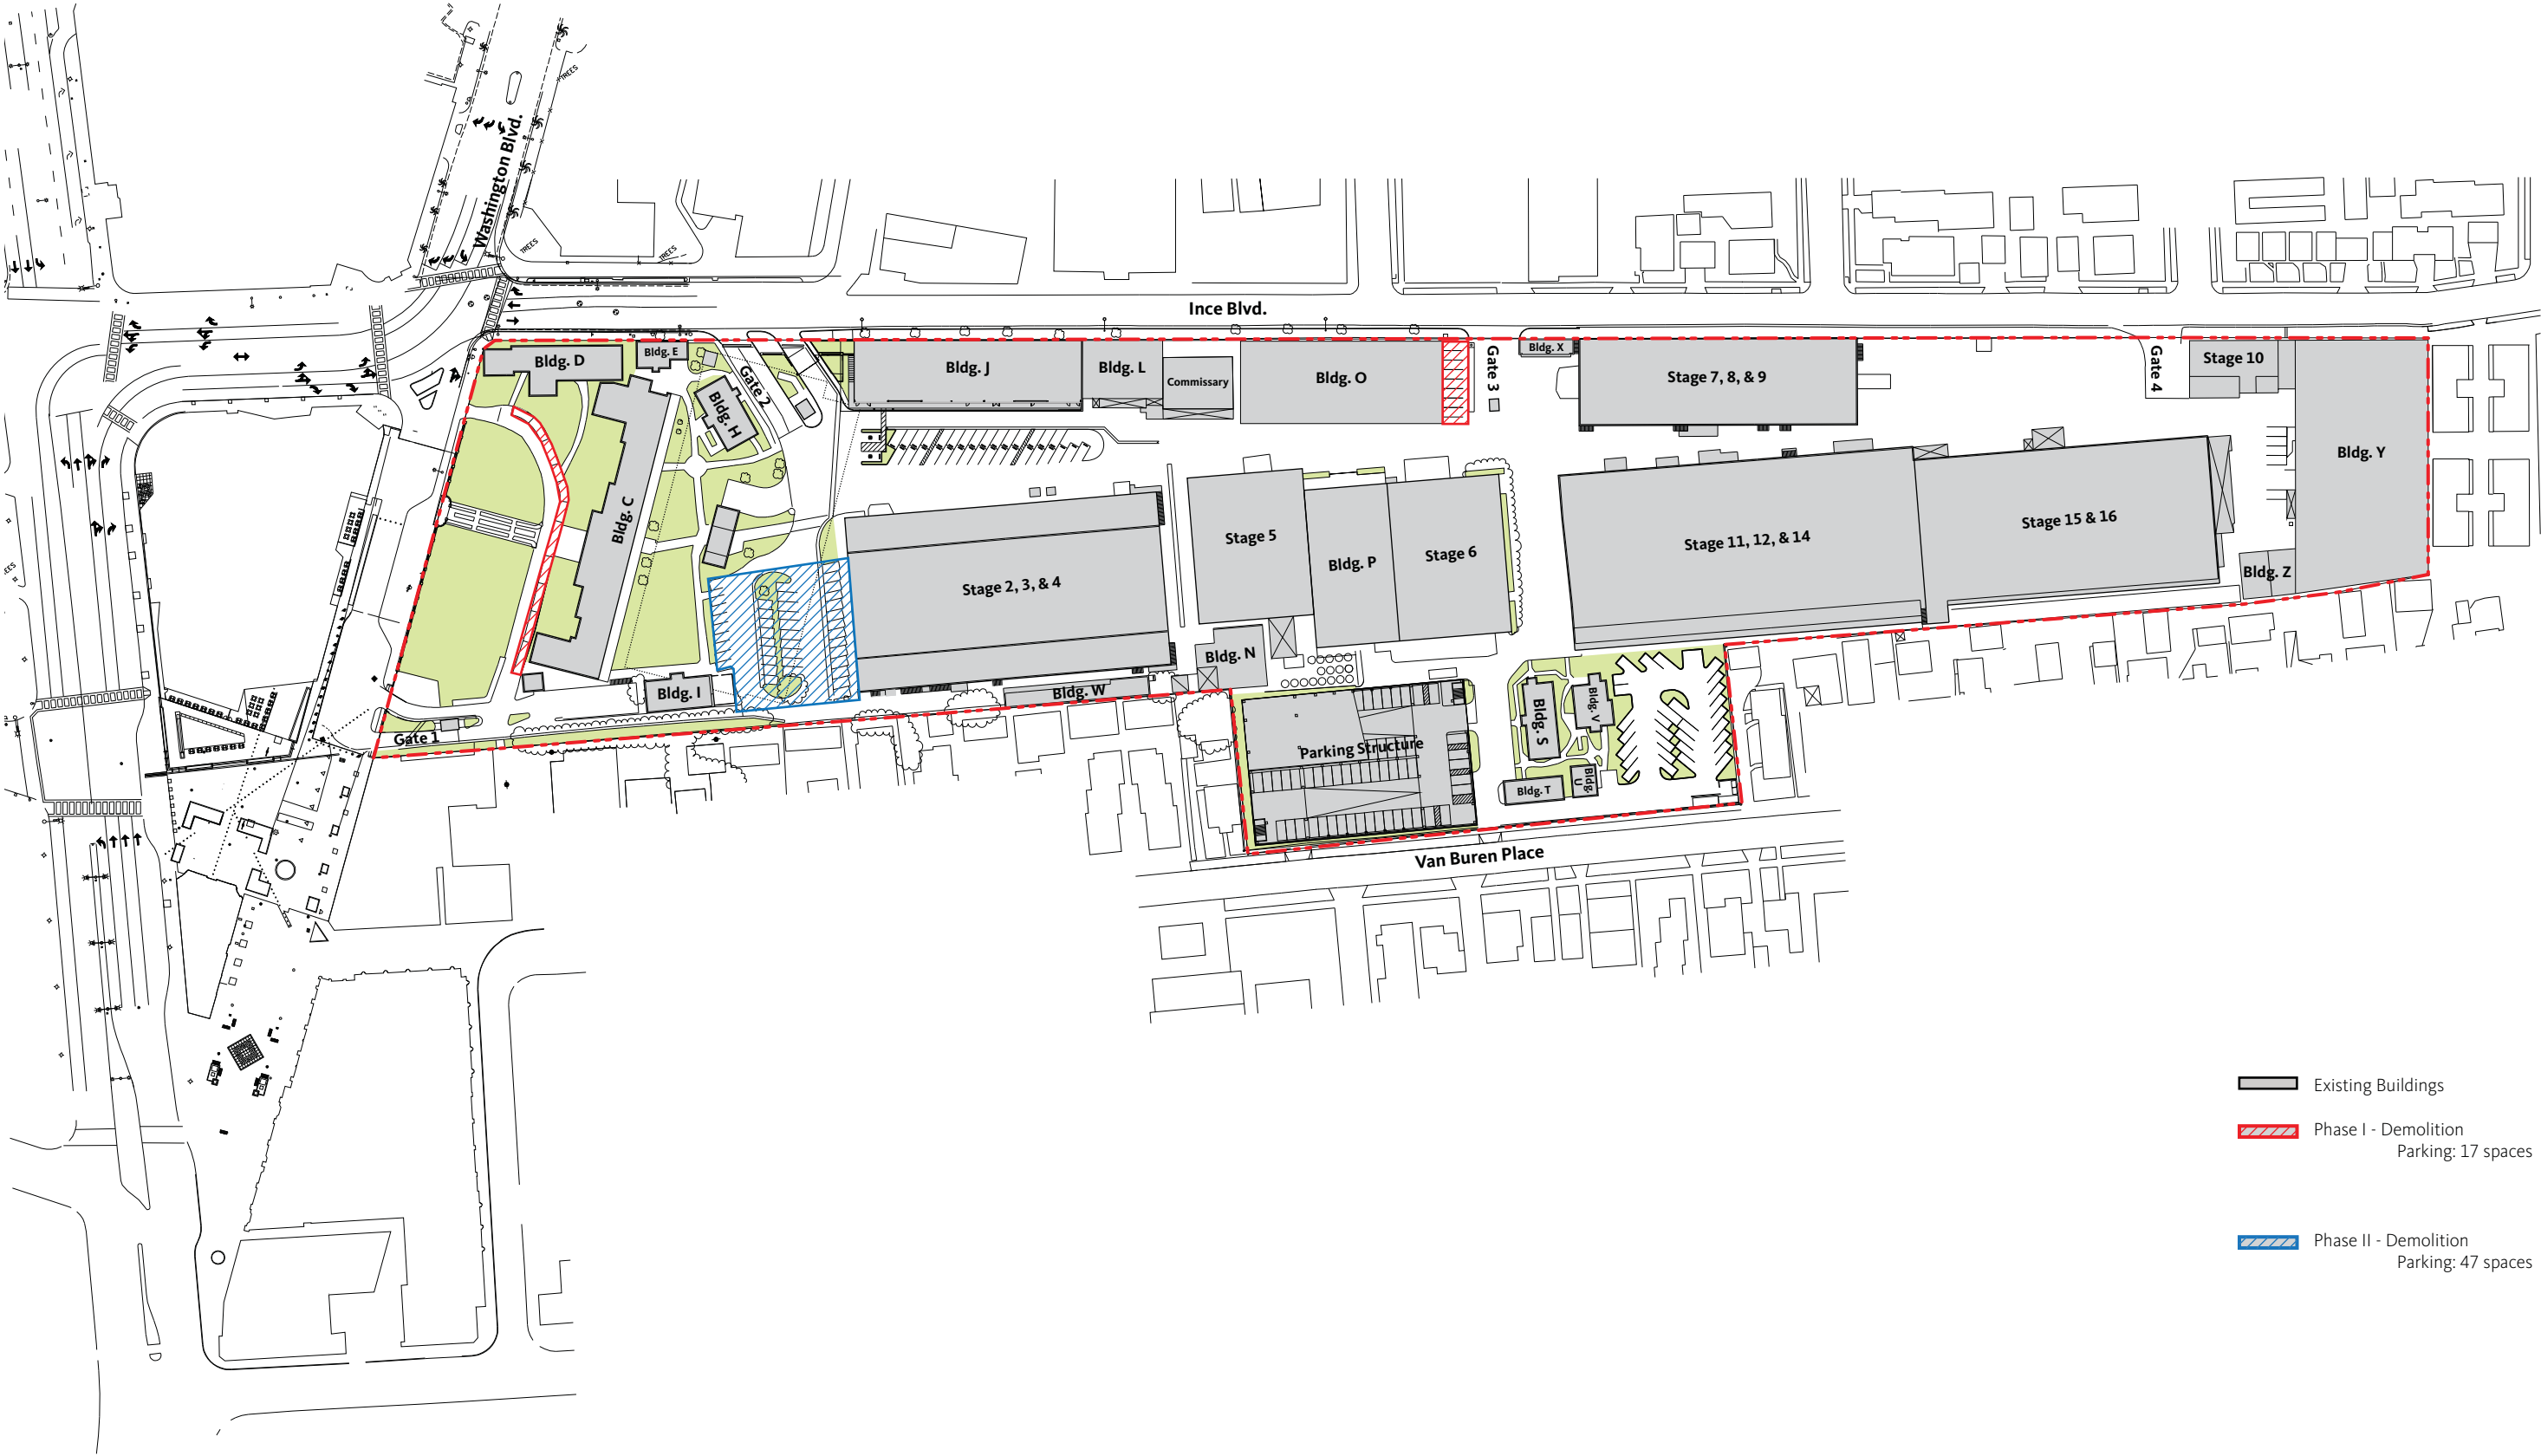 TREES
Washington Blvd.
TREES
TREES
Ince Blvd.
Bldg. D
Bldg. E
Gate 2
Bldg. H
Bldg. J
Bldg. L
Commissary
Bldg. O
Gate 3
Bldg. X
Stage 7, 8, & 9
Gate 4
Stage 10
Bldg. Y
Bldg. C
Stage 2, 3, & 4
Stage 5
Bldg. P
Stage 6
Stage 11, 12, & 14
Stage 15 & 16
Bldg. Z
Bldg. N
Bldg. I
Bldg. W
Gate 1
Parking Structure
Bldg. S
Bldg. V
Bldg. T
Bldg. U
Van Buren Place
Existing Buildings
Phase I - Demolition
Parking: 17 spaces
Phase II - Demolition
Parking: 47 spaces